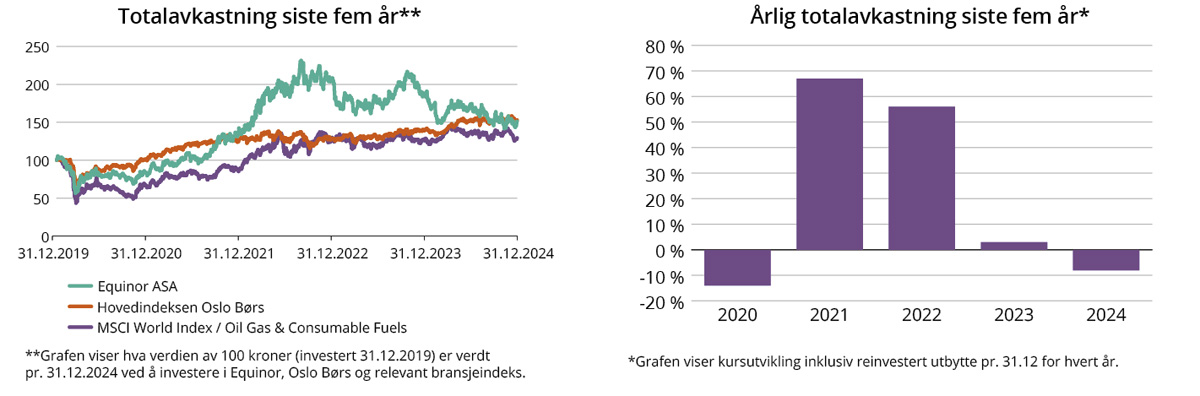 Totalavkastning siste fem år**
250
200
150
100
50
0
31.12.2019 31.12.2020 31.12.2021 31.12.2022 31.12.2023 31.12.2024
Equinor ASA
Hovedindeksen Oslo Børs
MSCI World Index / Oil Gas & Consumable Fuels
**Grafen viser hva verdien av 100 kroner (investert 31.12.2019) er verdt
pr. 31.12.2024 ved å investere i Equinor, Oslo Børs og relevant bransjeindeks.
Årlig totalavkastning siste fem år*
80 %
70 %
60 %
50 %
40 %
30 %
20 %
10 %
0 %
-10 %
-20 %
2020 2021 2022 2023 2024
*Grafen viser kursutvikling inklusiv reinvestert utbytte pr. 31.12 for hvert år.